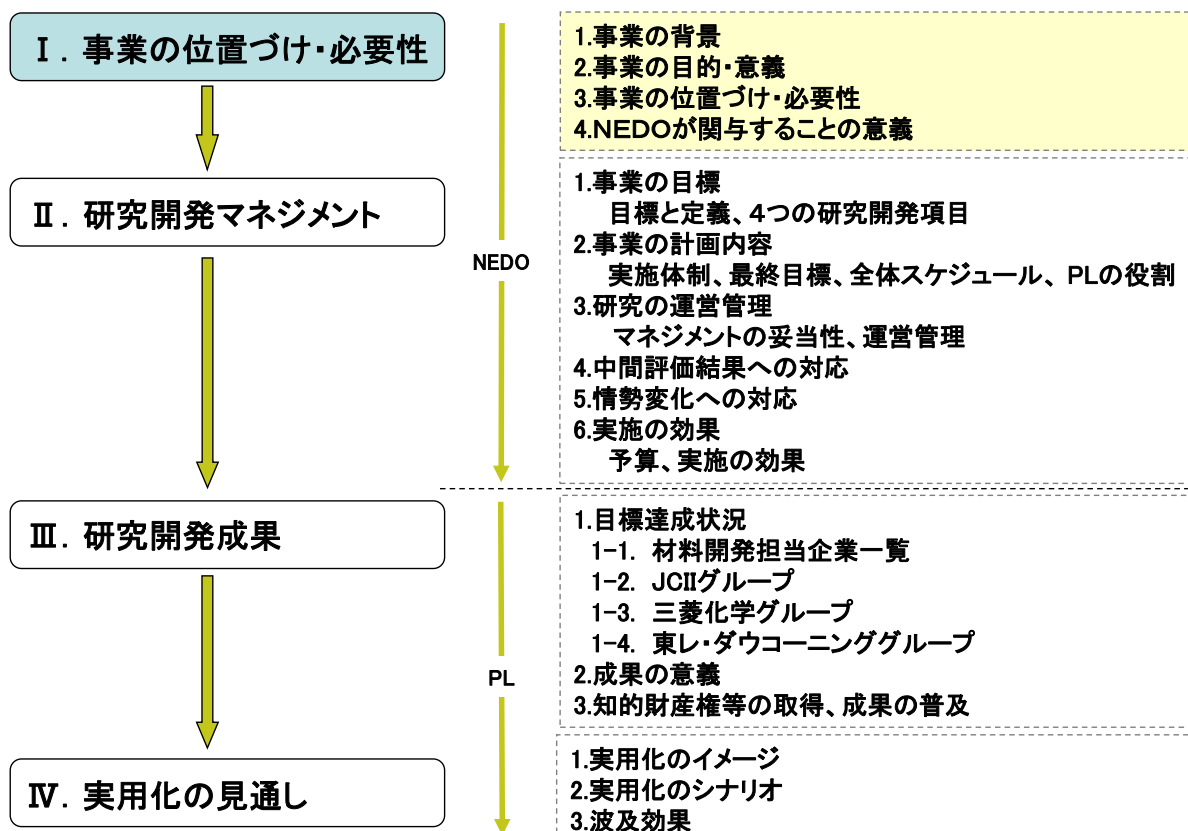 Ⅰ. 事業の位置づけ・必要性
1.事業の背景
2.事業の目的・意義
3.事業の位置づけ・必要性
4.NEDOが関与することの意義
Ⅱ. 研究開発マネジメント
1.事業の目標
目標と定義、4つの研究開発項目
2.事業の計画内容
実施体制、最終目標、全体スケジュール、PLの役割
3.研究の運営管理
マネジメントの妥当性、運営管理
4.中間評価結果への対応
5.情勢変化への対応
6.実施の効果
予算、実施の効果
NEDO
Ⅲ. 研究開発成果
1.目標達成状況
1-1. 材料開発担当企業一覧
1-2. JCIIグループ
1-3. 三菱化学グループ
1-4. 東レ・ダウコーニンググループ
2.成果の意義
3.知的財産権等の取得、成果の普及
PL
Ⅳ. 実用化の見通し
1.実用化のイメージ
2.実用化のシナリオ
3.波及効果